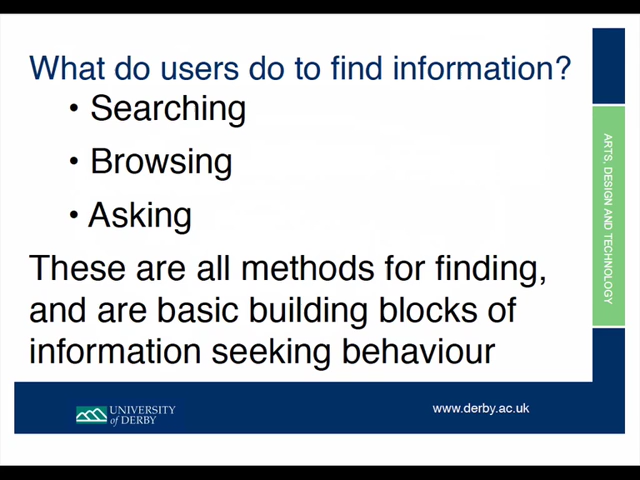 What do users do to find information?
• Searching
• Browsing
• Asking
These are all methods for finding,
and are basic building blocks of
information seeking behaviour
ARTS, DESIGN AND TECHNOLOGY
UNIVERSITY
of DERBY
www.derby.ac.uk